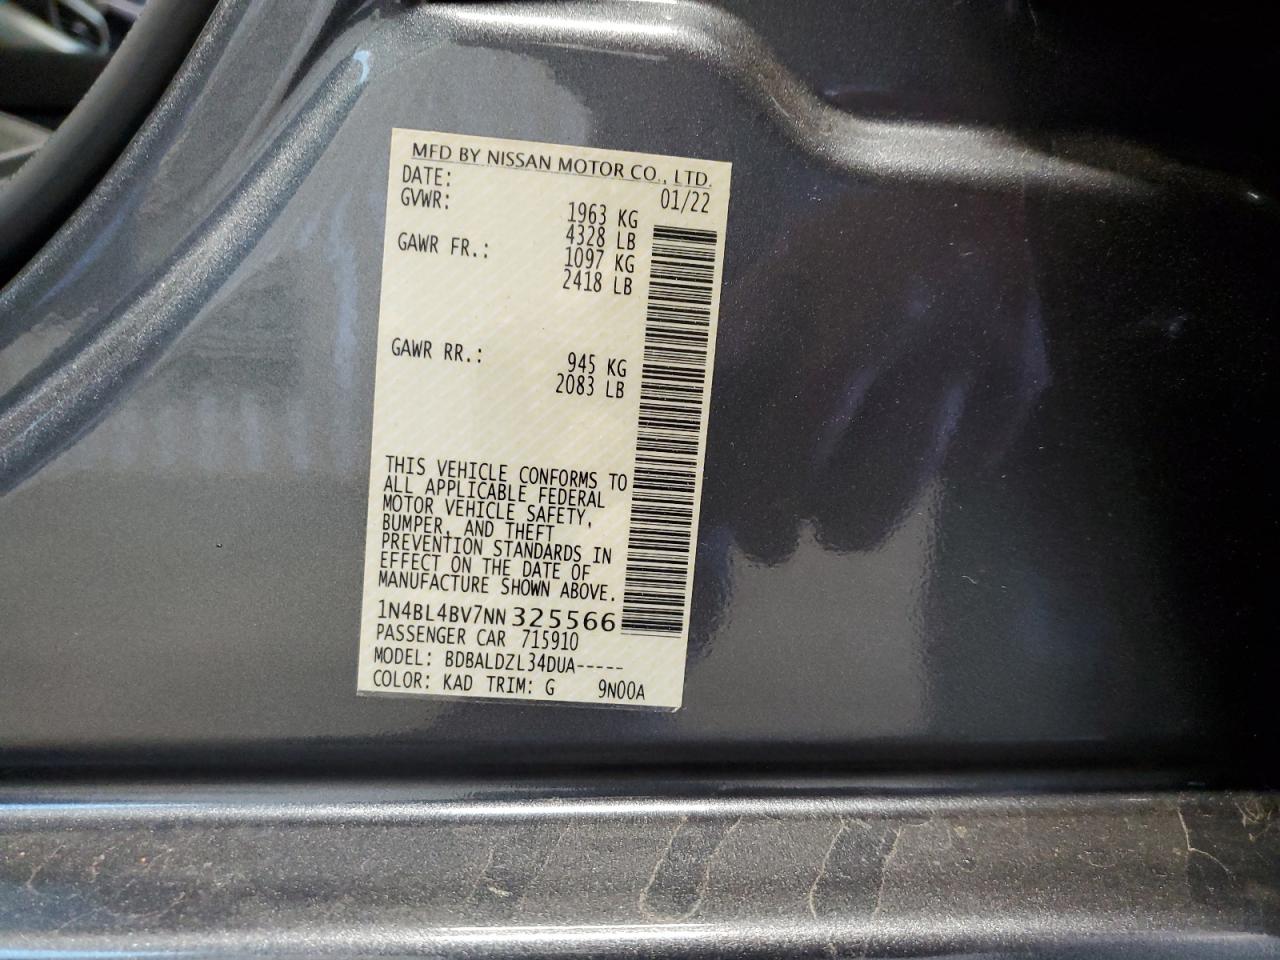 MFD BY NISSAN MOTOR CO., LTD.
DATE: 01/22
GVWR: 1963 KG
4328 LB
GAWR FR.: 1097 KG
2418 LB
GAWR RR.: 945 KG
2083 LB
THIS VEHICLE CONFORMS TO
ALL APPLICABLE FEDERAL
MOTOR VEHICLE SAFETY,
BUMPER, AND THEFT
PREVENTION STANDARDS IN
EFFECT ON THE DATE OF
MANUFACTURE SHOWN ABOVE.
1N4BL4BV7NN325566
PASSENGER CAR 715910
MODEL: BDBALDZL34DUA-----
COLOR: KAD TRIM: G 9N00A